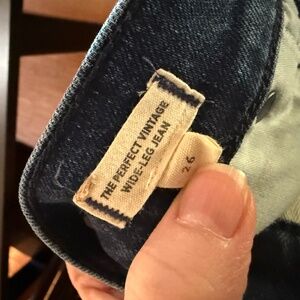 THE PERFECT VINTAGE
WIDE-LEG JEAN
26